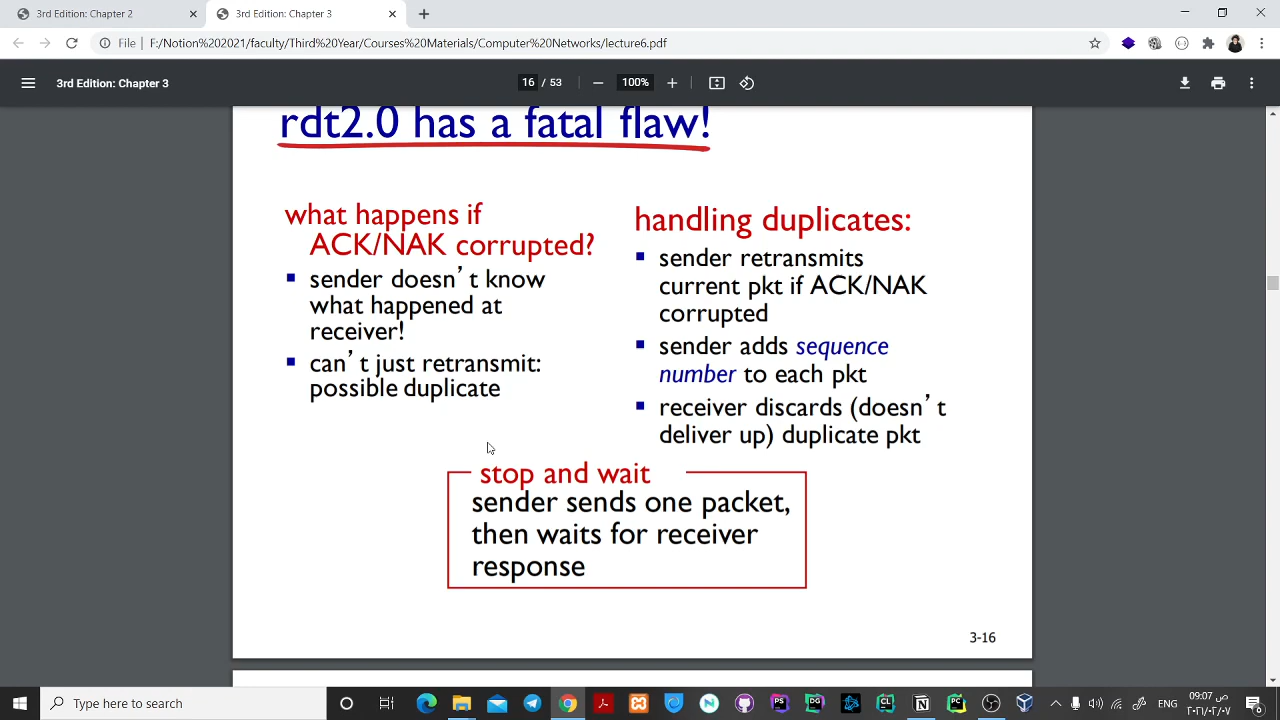 3rd Edition: Chapter 2
3rd Edition: Chapter 3
File
F:/Notion%202021/faculty/Third%20Year/Courses%20Materials/Computer%20Networks/lecture6.pdf
3rd Edition: Chapter 3
16 / 53
100%
rdt2.0 has a fatal flaw!
what happens if
ACK/NAK corrupted?
sender doesn't know
what happened at
receiver!
can't just retransmit:
possible duplicate
handling duplicates:
sender retransmits
current pkt if ACK/NAK
corrupted
sender adds sequence
number to each pkt
receiver discards (doesn't
deliver up) duplicate pkt
stop and wait
sender sends one packet,
then waits for receiver
response
3-16
Type here to search
ENG
09:07 ص